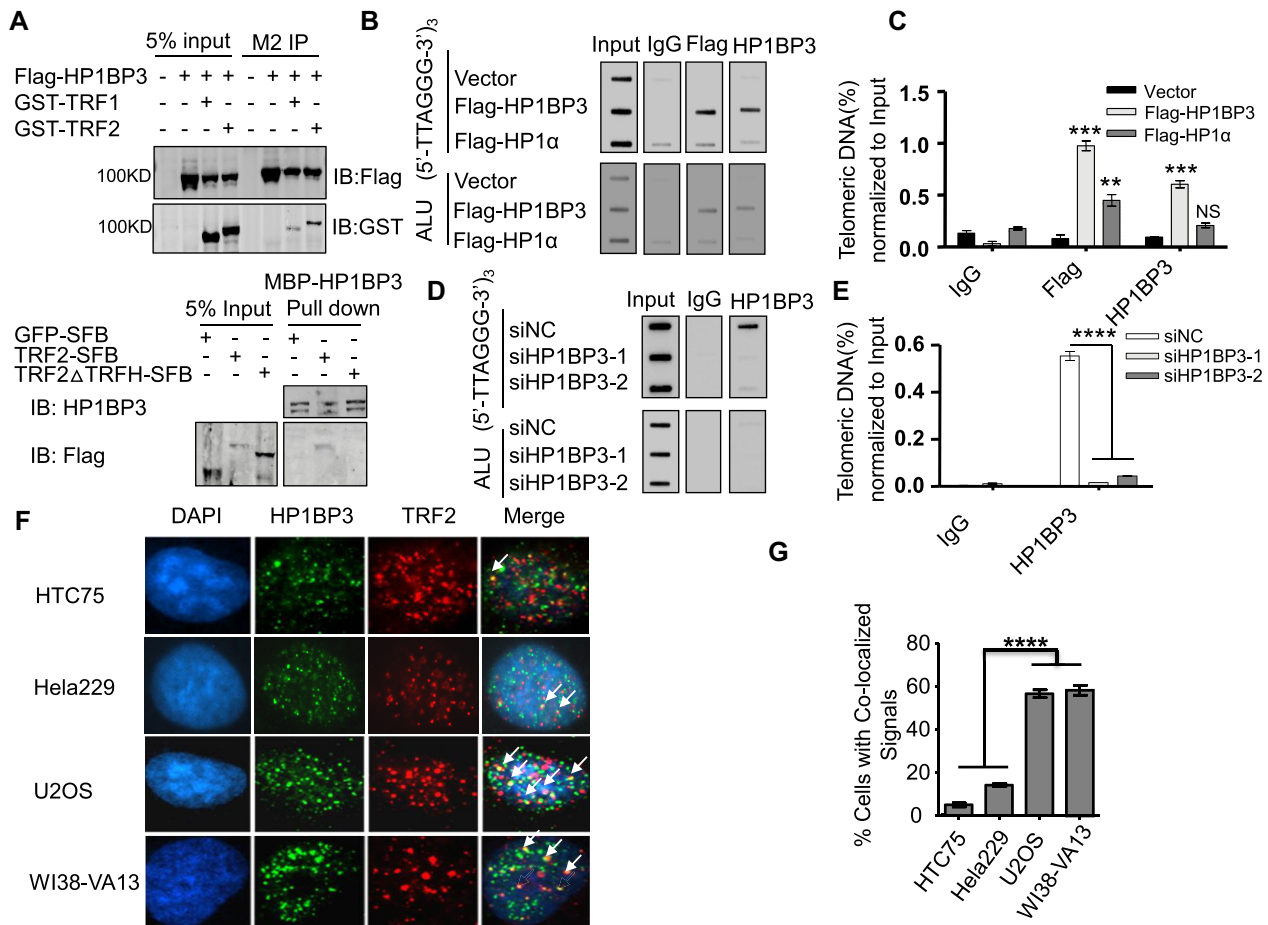 A
5% input M2 IP
Flag-HP1BP3 - + + + - + + +
GST-TRF1 - - + - - - + -
GST-TRF2 - - - + - - - +
100KD IB:Flag
100KD IB:GST
MBP-HP1BP3
5% Input Pull down
GFP-SFB + - - + - -
TRF2-SFB - + - - + -
TRF2△TRFH-SFB - - + - - +
IB: HP1BP3
IB: Flag
B
Input IgG Flag HP1BP3
(5'-TTAGGG-3')3
Vector
Flag-HP1BP3
Flag-HP1α
ALU
Vector
Flag-HP1BP3
Flag-HP1α
C
Telomeric DNA(%)
normalized to Input
1.5
1.0
0.5
0.0
Vector
Flag-HP1BP3
Flag-HP1α
***
**
***
NS
IgG
Flag
HP1BP3
D
Input IgG HP1BP3
(5'-TTAGGG-3')3
siNC
siHP1BP3-1
siHP1BP3-2
ALU
siNC
siHP1BP3-1
siHP1BP3-2
E
Telomeric DNA(%)
normalized to Input
0.6
0.6
0.2
0.0
****
siNC
siHP1BP3-1
siHP1BP3-2
IgG
HP1BP3
F
DAPI HP1BP3 TRF2 Merge
HTC75
Hela229
U2OS
WI38-VA13
G
% Cells with Co-localized
Signals
80
60
40
20
0
****
HTC75
Hela229
U2OS
WI38-VA13